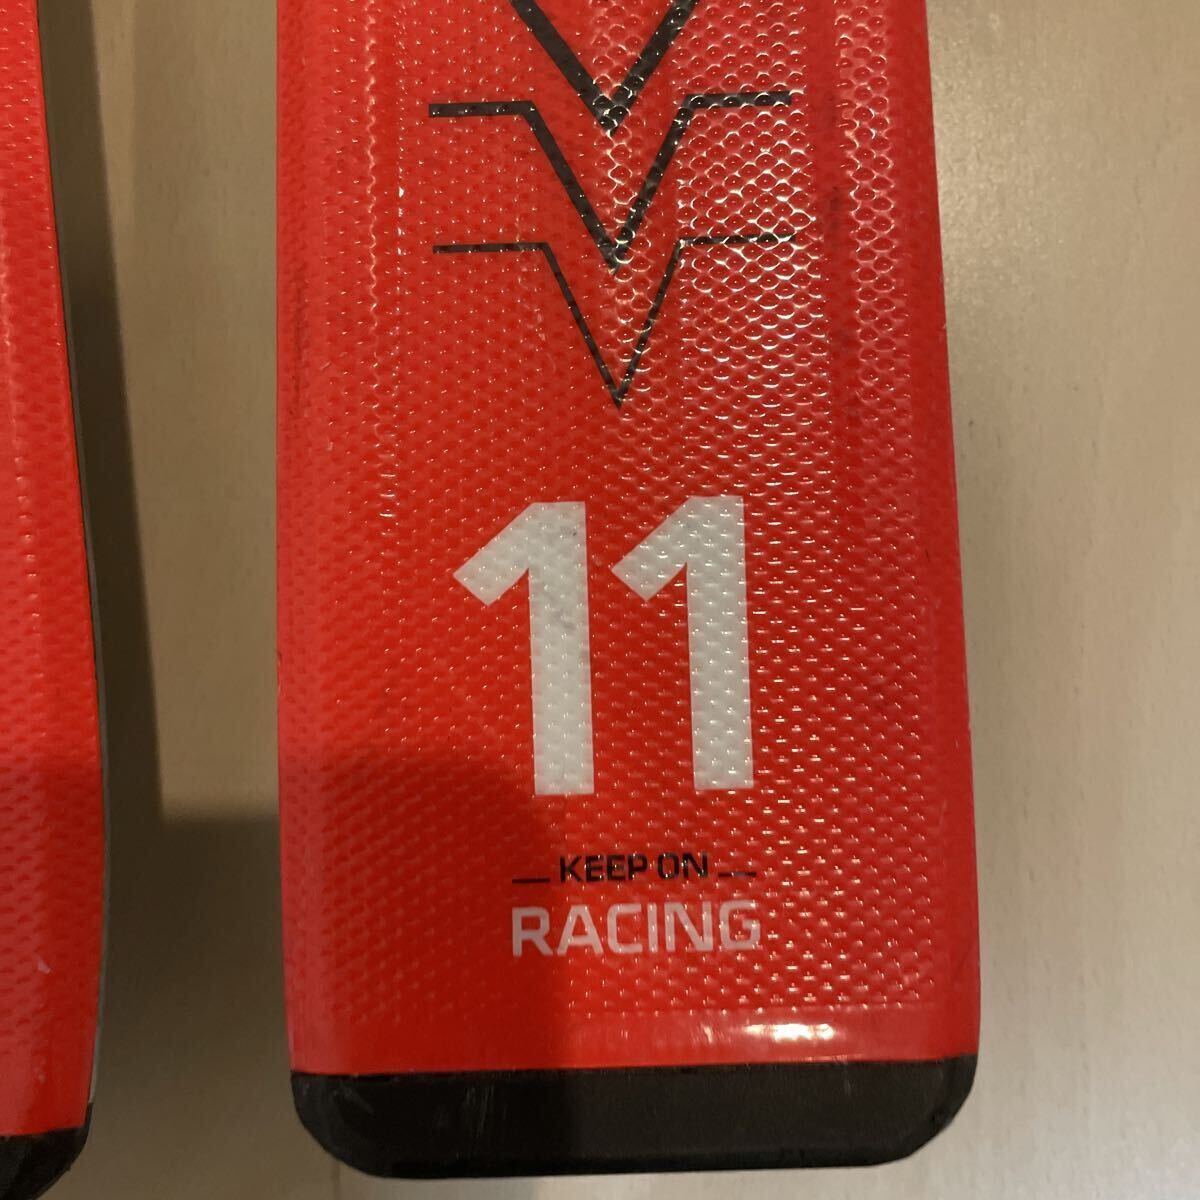 11
KEEP ON
RACING